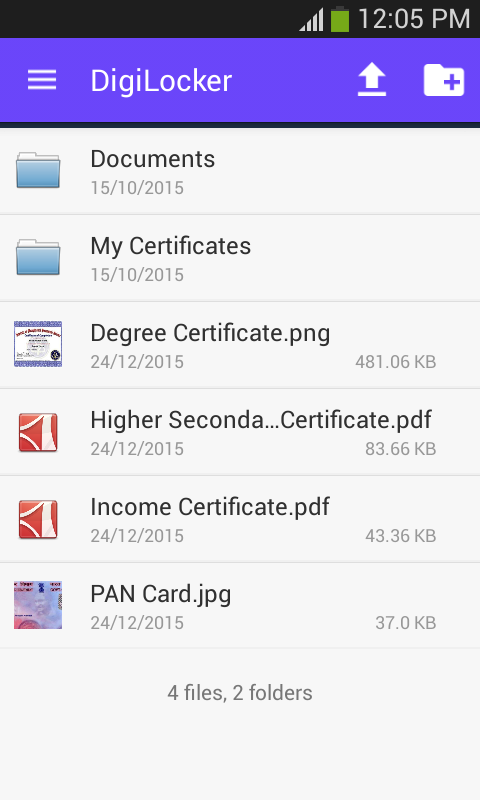 12:05 PM
DigiLocker
Documents
15/10/2015
My Certificates
15/10/2015
Degree Certificate.png
24/12/2015 481.06 KB
Higher Seconda...Certificate.pdf
24/12/2015 83.66 KB
Income Certificate.pdf
24/12/2015 43.36 KB
PAN Card.jpg
24/12/2015 37.0 KB
4 files, 2 folders